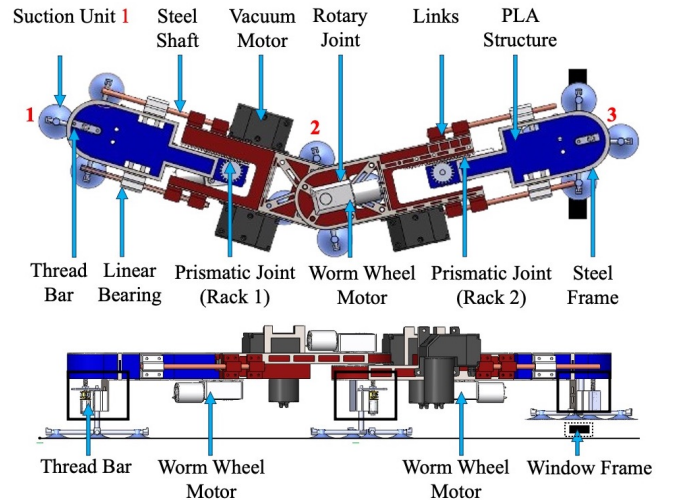 Suction Unit 1 Steel Vacuum Rotary Links PLA
Shaft Motor Joint Structure
1
2
3
Thread Linear Prismatic Joint Worm Wheel Prismatic Joint Steel
Bar Bearing (Rack 1) Motor (Rack 2) Frame
Thread Bar Worm Wheel Worm Wheel Window Frame
Motor Motor